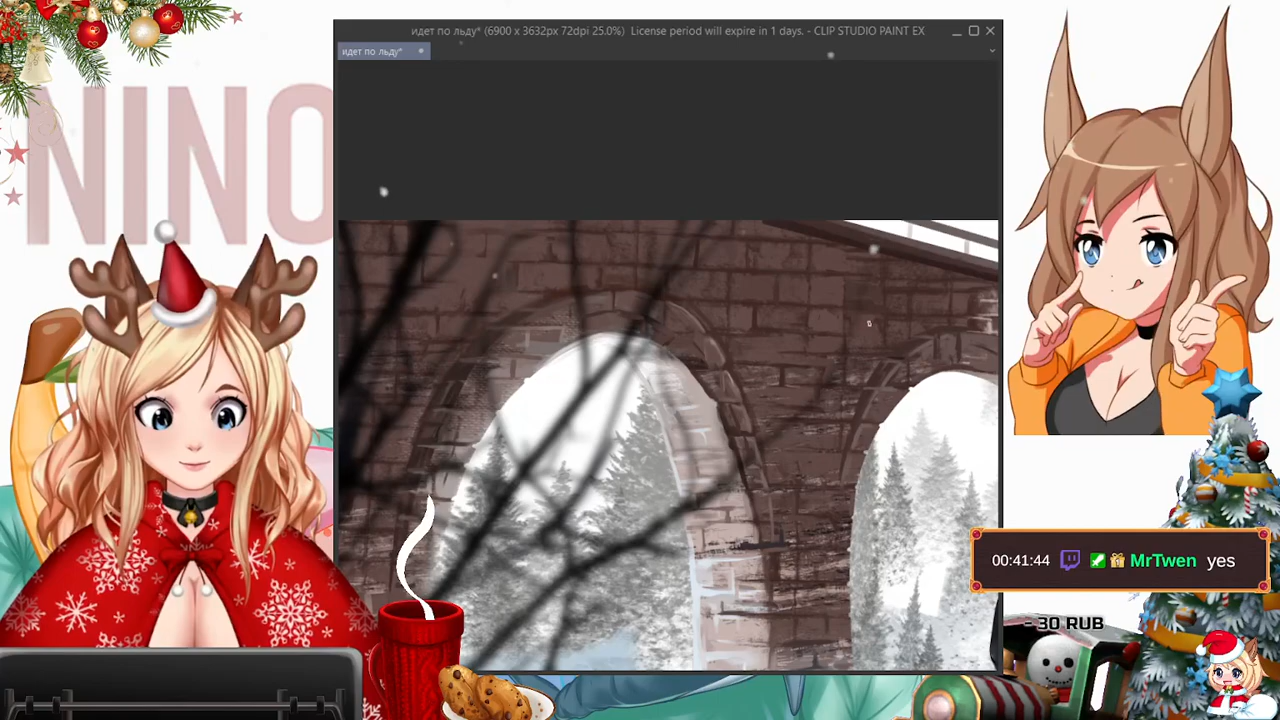 NINO
идет по льду* (6900 x 3632px 72dpi 25.0%) License period will expire in 1 days. - CLIP STUDIO PAINT EX
идет по льду*
00:41:44 MrTwen yes
- 30 RUB